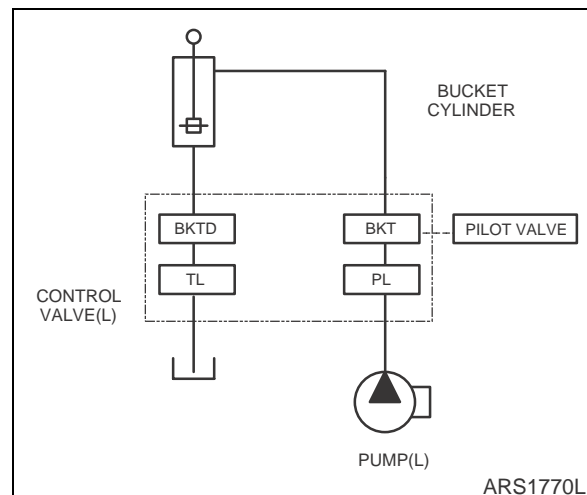 BUCKET
CYLINDER
BKTD
BKT
PILOT VALVE
TL
PL
CONTROL
VALVE(L)
PUMP(L)
ARS1770L